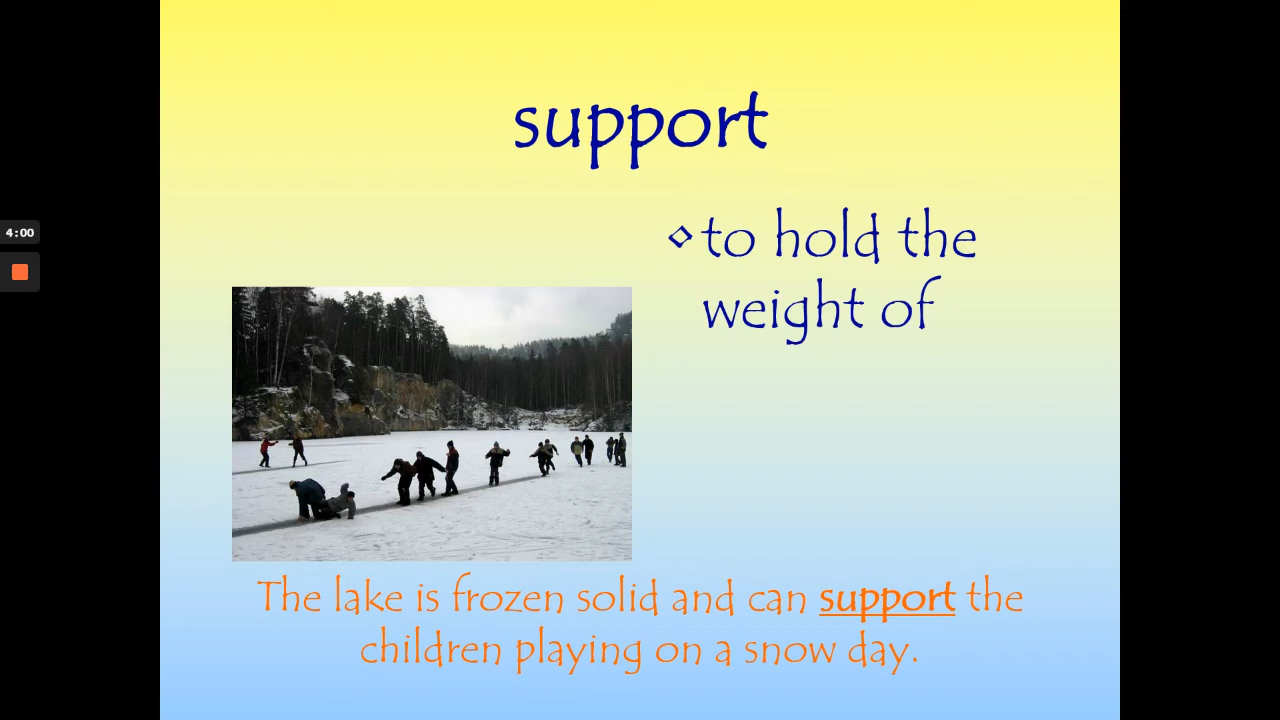 support
to hold the
weight of
4:00
The lake is frozen solid and can support the
children playing on a snow day.